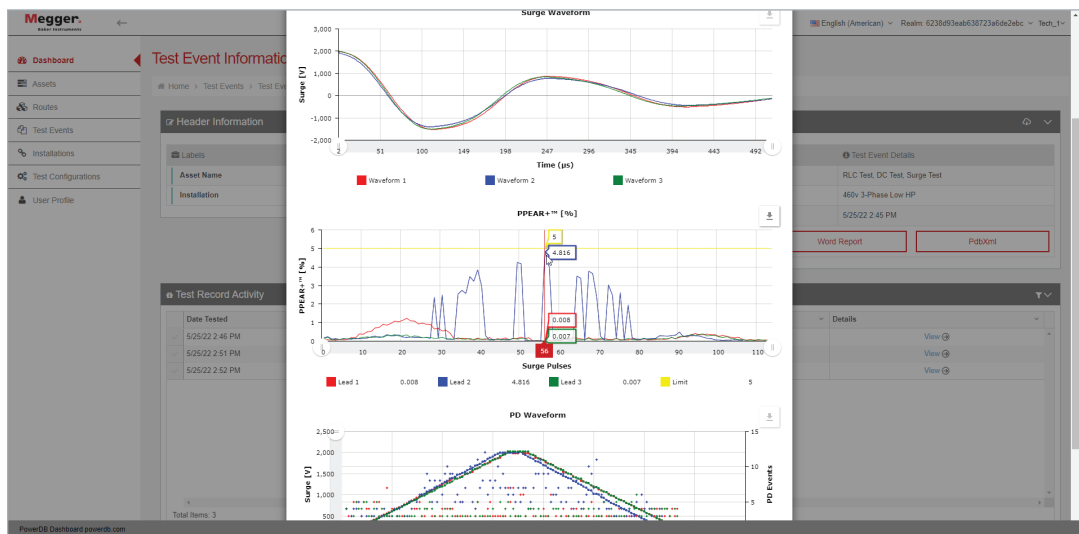 Megger.
Baker Instruments
English (American)
Realm: 6238d93eab638723a6de2ebc
Tech_1
Dashboard
Assets
Routes
Test Events
Installations
Test Configurations
User Profile
Test Event Informatio
Home > Test Events > Test Eve
Header Information
Labels
Asset Name
Installation
Test Event Details
RLC Test, DC Test, Surge Test
460v 3-Phase Low HP
5/25/22 2:45 PM
Word Report
PdbXml
Test Record Activity
Date Tested
Details
5/25/22 2:46 PM
View
5/25/22 2:51 PM
View
5/25/22 2:52 PM
View
Total Items: 3
PowerDB Dashboard powerdb.com
Surge Waveform
Surge [V]
3,000
2,000
1,000
0
-1,000
-2,000
2 51 100 149 198 247 296 345 394 443 492
Time (µs)
Waveform 1 Waveform 2 Waveform 3
PPEAR+™ [%]
PPEAR+™ [%]
6
5
4
3
2
1
0
5
4.816
0.008
0.007
0 10 20 30 40 50 56 60 70 80 90 100 110
Surge Pulses
Lead 1 0.008 Lead 2 4.816 Lead 3 0.007 Limit 5
PD Waveform
Surge [V]
2,500
2,000
1,500
1,000
500
15
10
5
PD Events